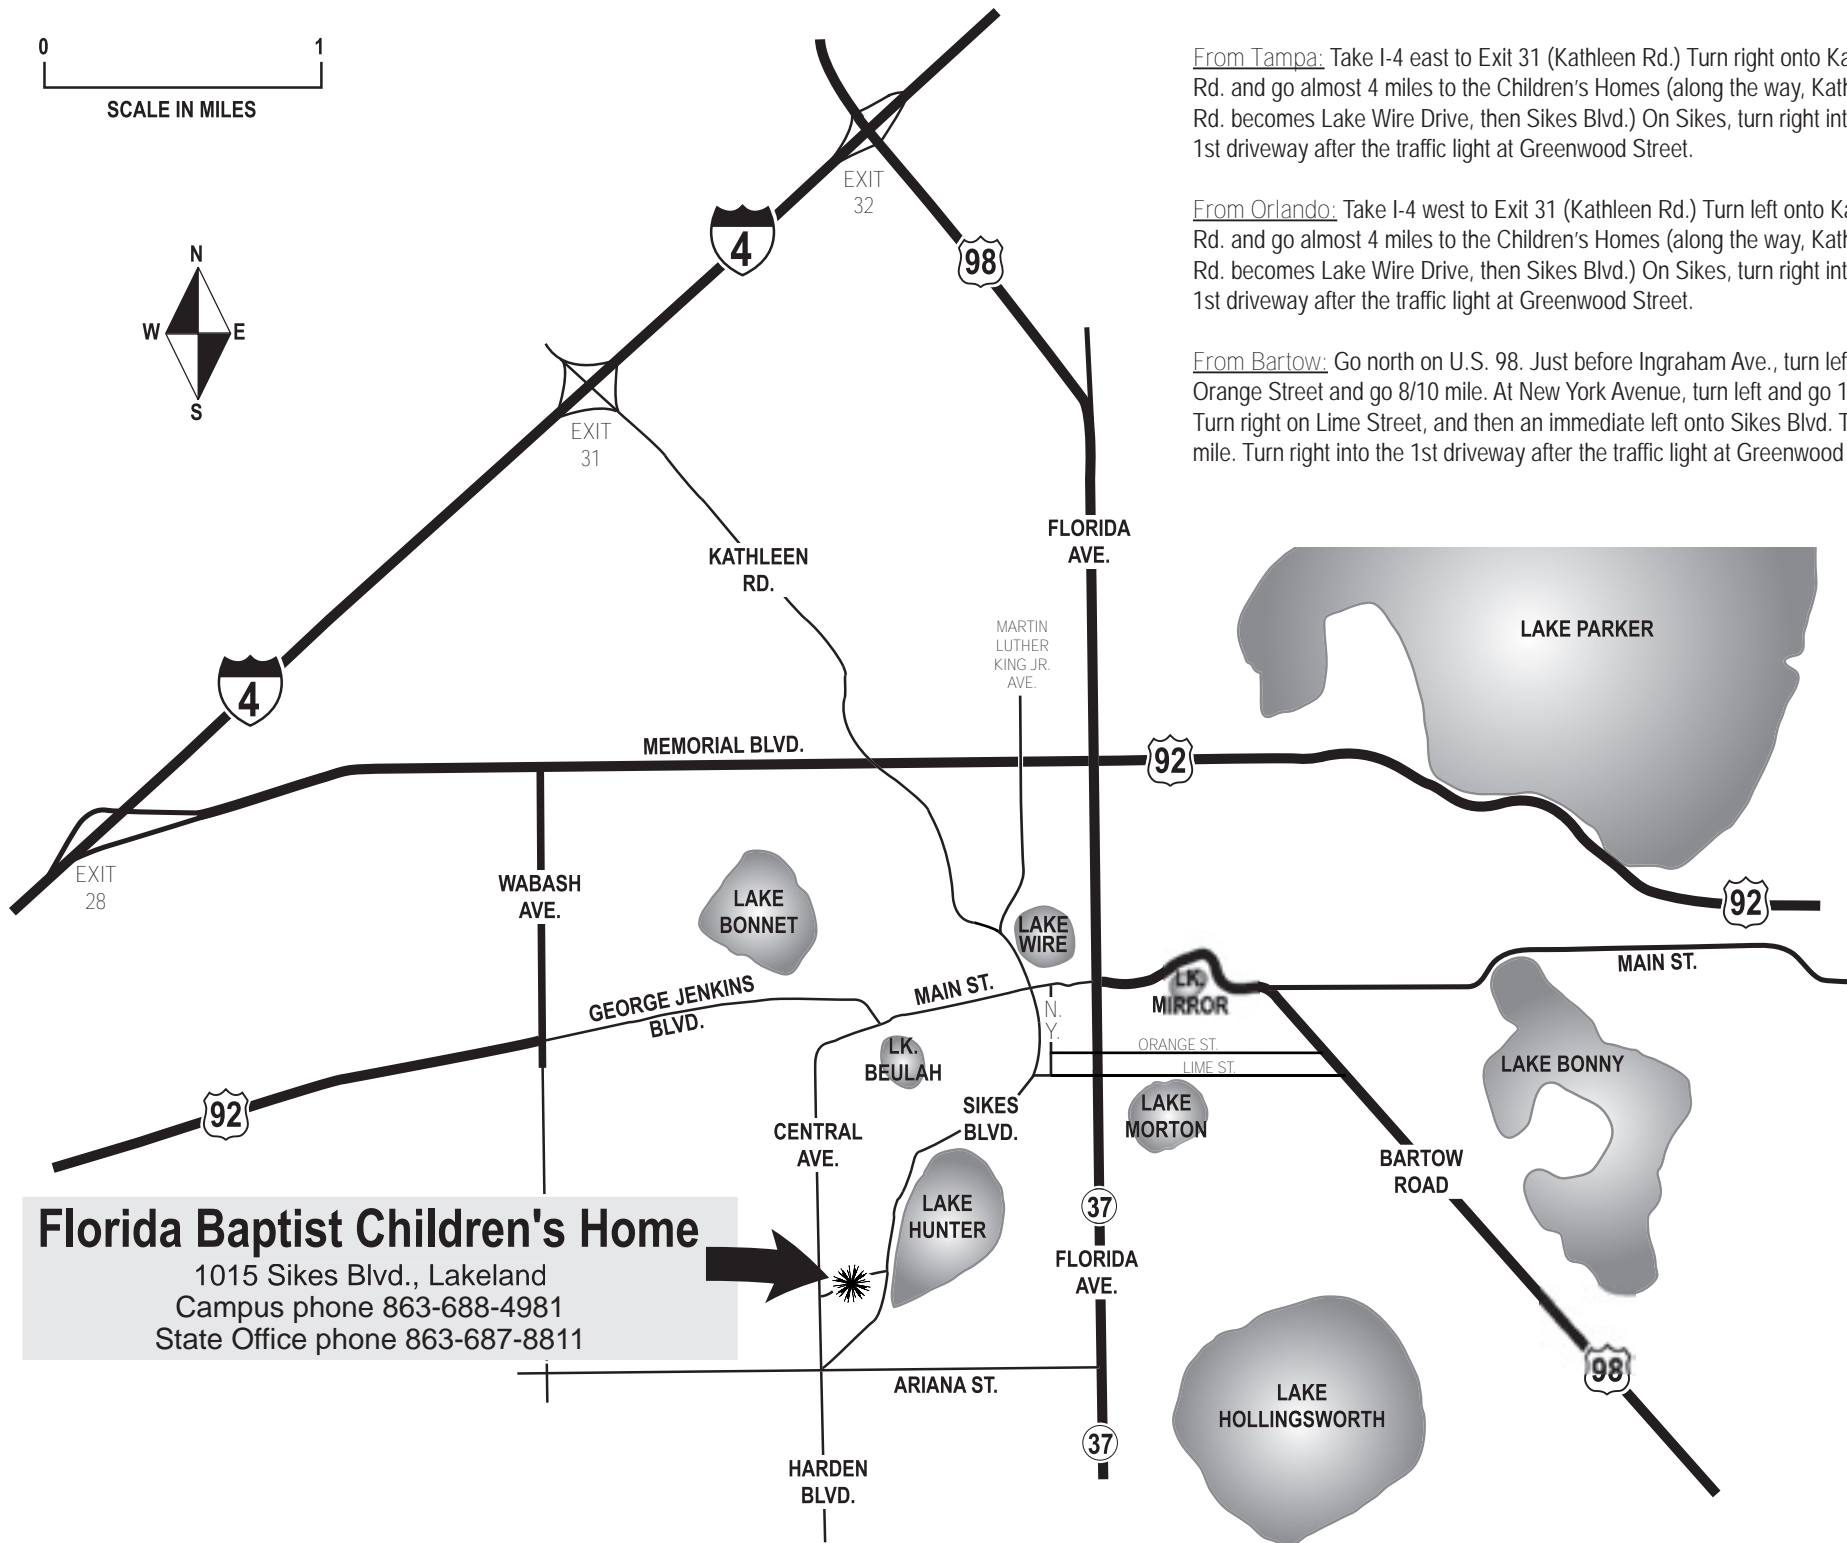 0 1
SCALE IN MILES
N
W E
S
From Tampa: Take I-4 east to Exit 31 (Kathleen Rd.) Turn right onto
Rd. and go almost 4 miles to the Children's Homes (along the way,
Rd. becomes Lake Wire Drive, then Sikes Blvd.) On Sikes, turn right
1st driveway after the traffic light at Greenwood Street.
From Orlando: Take I-4 west to Exit 31 (Kathleen Rd.) Turn left onto
Rd. and go almost 4 miles to the Children's Homes (along the way,
Rd. becomes Lake Wire Drive, then Sikes Blvd.) On Sikes, turn right
1st driveway after the traffic light at Greenwood Street.
From Bartow: Go north on U.S. 98. Just before Ingraham Ave., turn
Orange Street and go 8/10 mile. At New York Avenue, turn left and go 1
Turn right on Lime Street, and then an immediate left onto Sikes Blvd.
mile. Turn right into the 1st driveway after the traffic light at Greenwood
EXIT
32
4
98
EXIT
31
KATHLEEN
RD.
FLORIDA
AVE.
MARTIN
LUTHER
KING JR.
AVE.
LAKE PARKER
4
MEMORIAL BLVD.
92
EXIT
28
WABASH
AVE.
LAKE
BONNET
LAKE
WIRE
92
MAIN ST.
GEORGE JENKINS
BLVD.
MAIN ST.
LK.
MIRROR
N.
Y.
ORANGE ST.
LIME ST.
LK.
BEULAH
LAKE BONNY
92
SIKES
BLVD.
LAKE
MORTON
CENTRAL
AVE.
BARTOW
ROAD
LAKE
HUNTER
37
FLORIDA
AVE.
Florida Baptist Children's Home
1015 Sikes Blvd., Lakeland
Campus phone 863-688-4981
State Office phone 863-687-8811
ARIANA ST.
98
LAKE
HOLLINGSWORTH
37
HARDEN
BLVD.